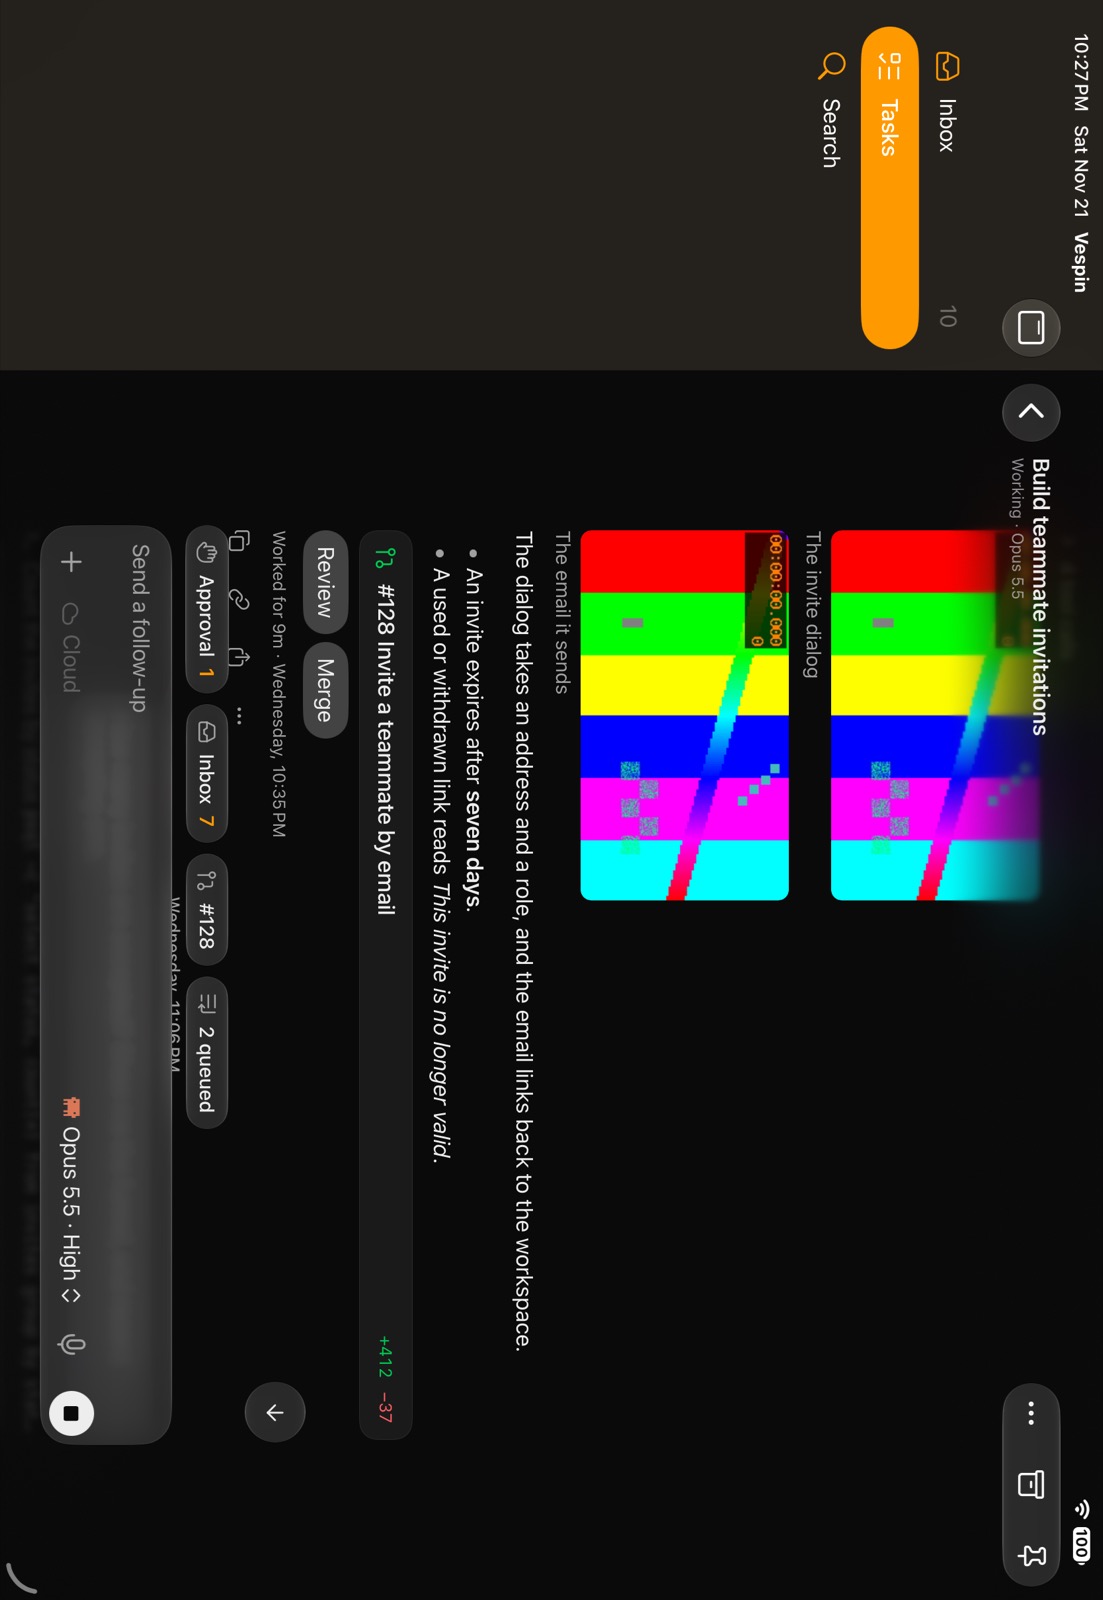 10:27 PM Sat Nov 21 Vespin
100
Build teammate invitations
Working · Opus 5.5
Inbox 10
Tasks
Search
The invite dialog
00:00:00.000
0
The email it sends
The dialog takes an address and a role, and the email links back to the workspace.
An invite expires after seven days.
A used or withdrawn link reads This invite is no longer valid.
#128 Invite a teammate by email +412 −37
Review Merge
Worked for 9m · Wednesday, 10:35 PM
Approval 1 Inbox 7 #128 2 queued
Wednesday, 11:06 PM
Send a follow-up
Cloud Opus 5.5 · High